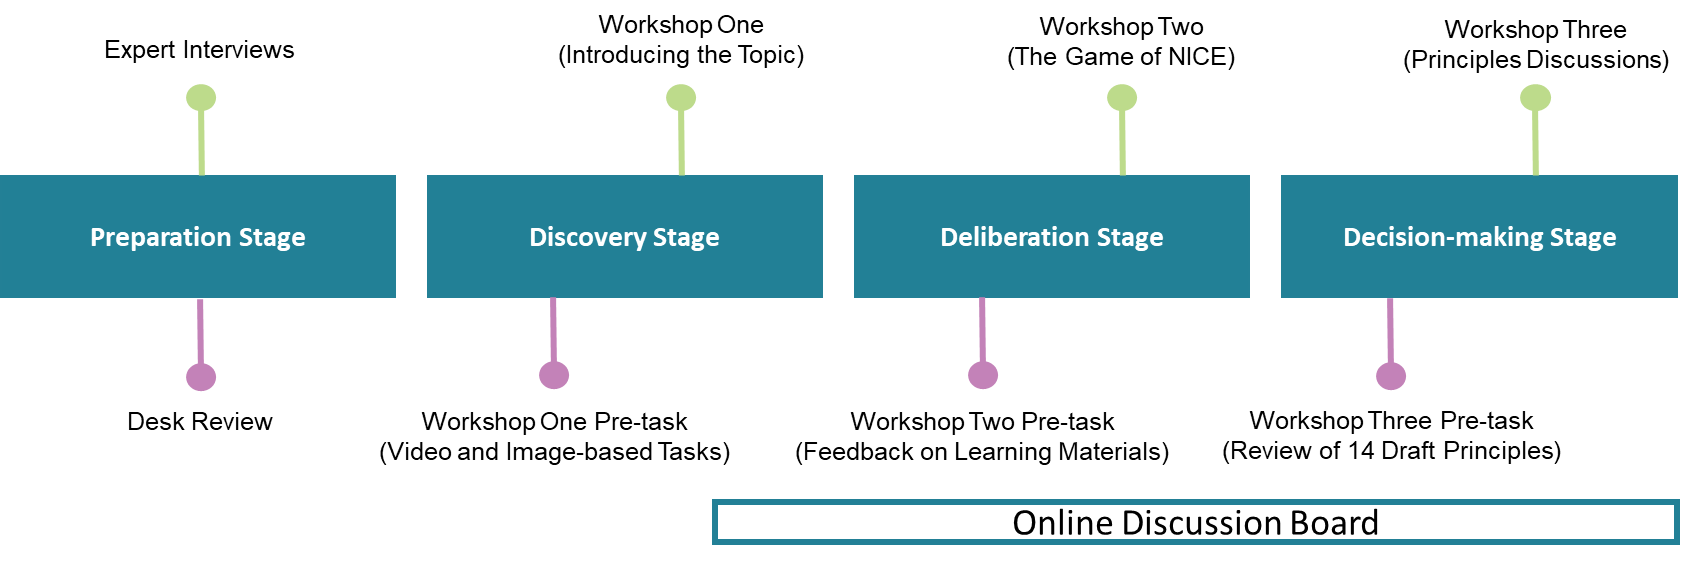 Expert Interviews
Workshop One
(Introducing the Topic)
Workshop Two
(The Game of NICE)
Workshop Three
(Principles Discussions)
Preparation Stage
Discovery Stage
Deliberation Stage
Decision-making Stage
Desk Review
Workshop One Pre-task
(Video and Image-based Tasks)
Workshop Two Pre-task
(Feedback on Learning Materials)
Workshop Three Pre-task
(Review of 14 Draft Principles)
Online Discussion Board